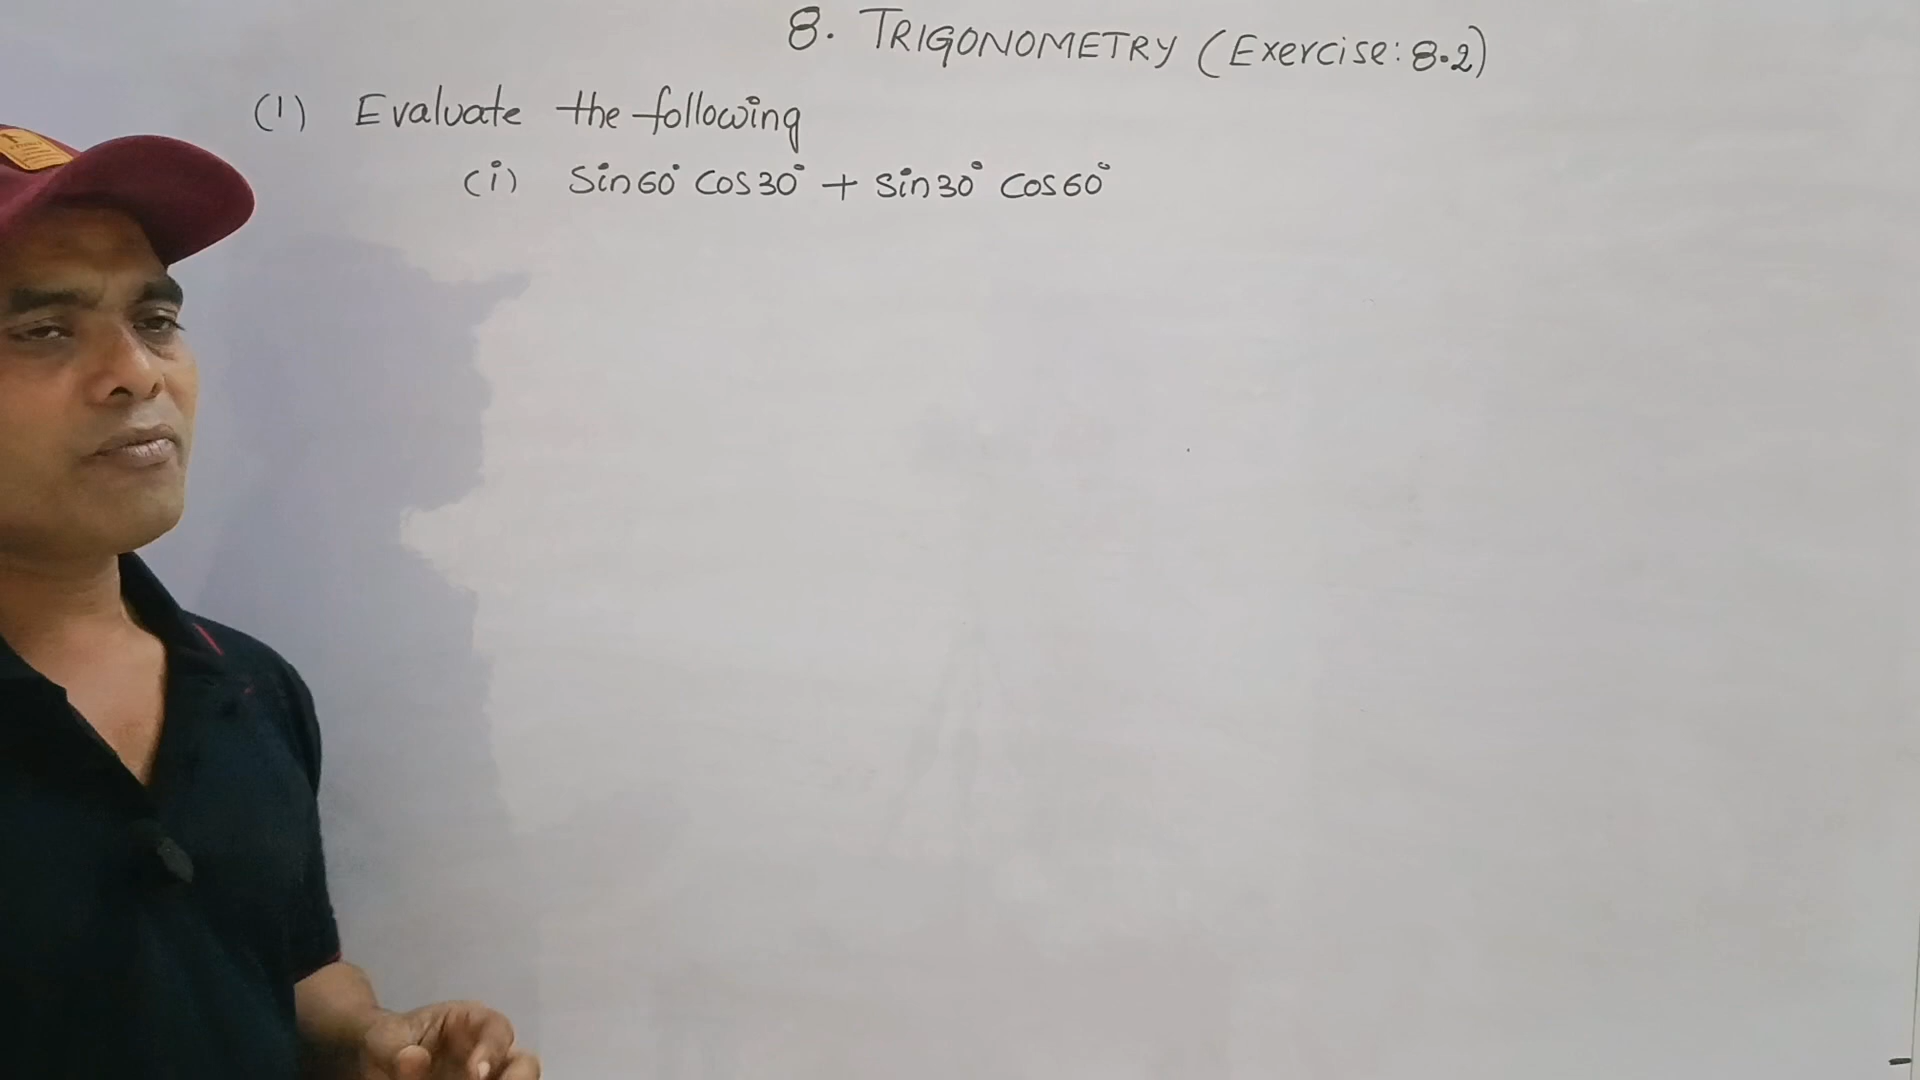 8. TRIGONOMETRY (Exercise: 8.2)
(1) Evaluate the following
(i) Sin60° Cos30° + Sin30° Cos60°